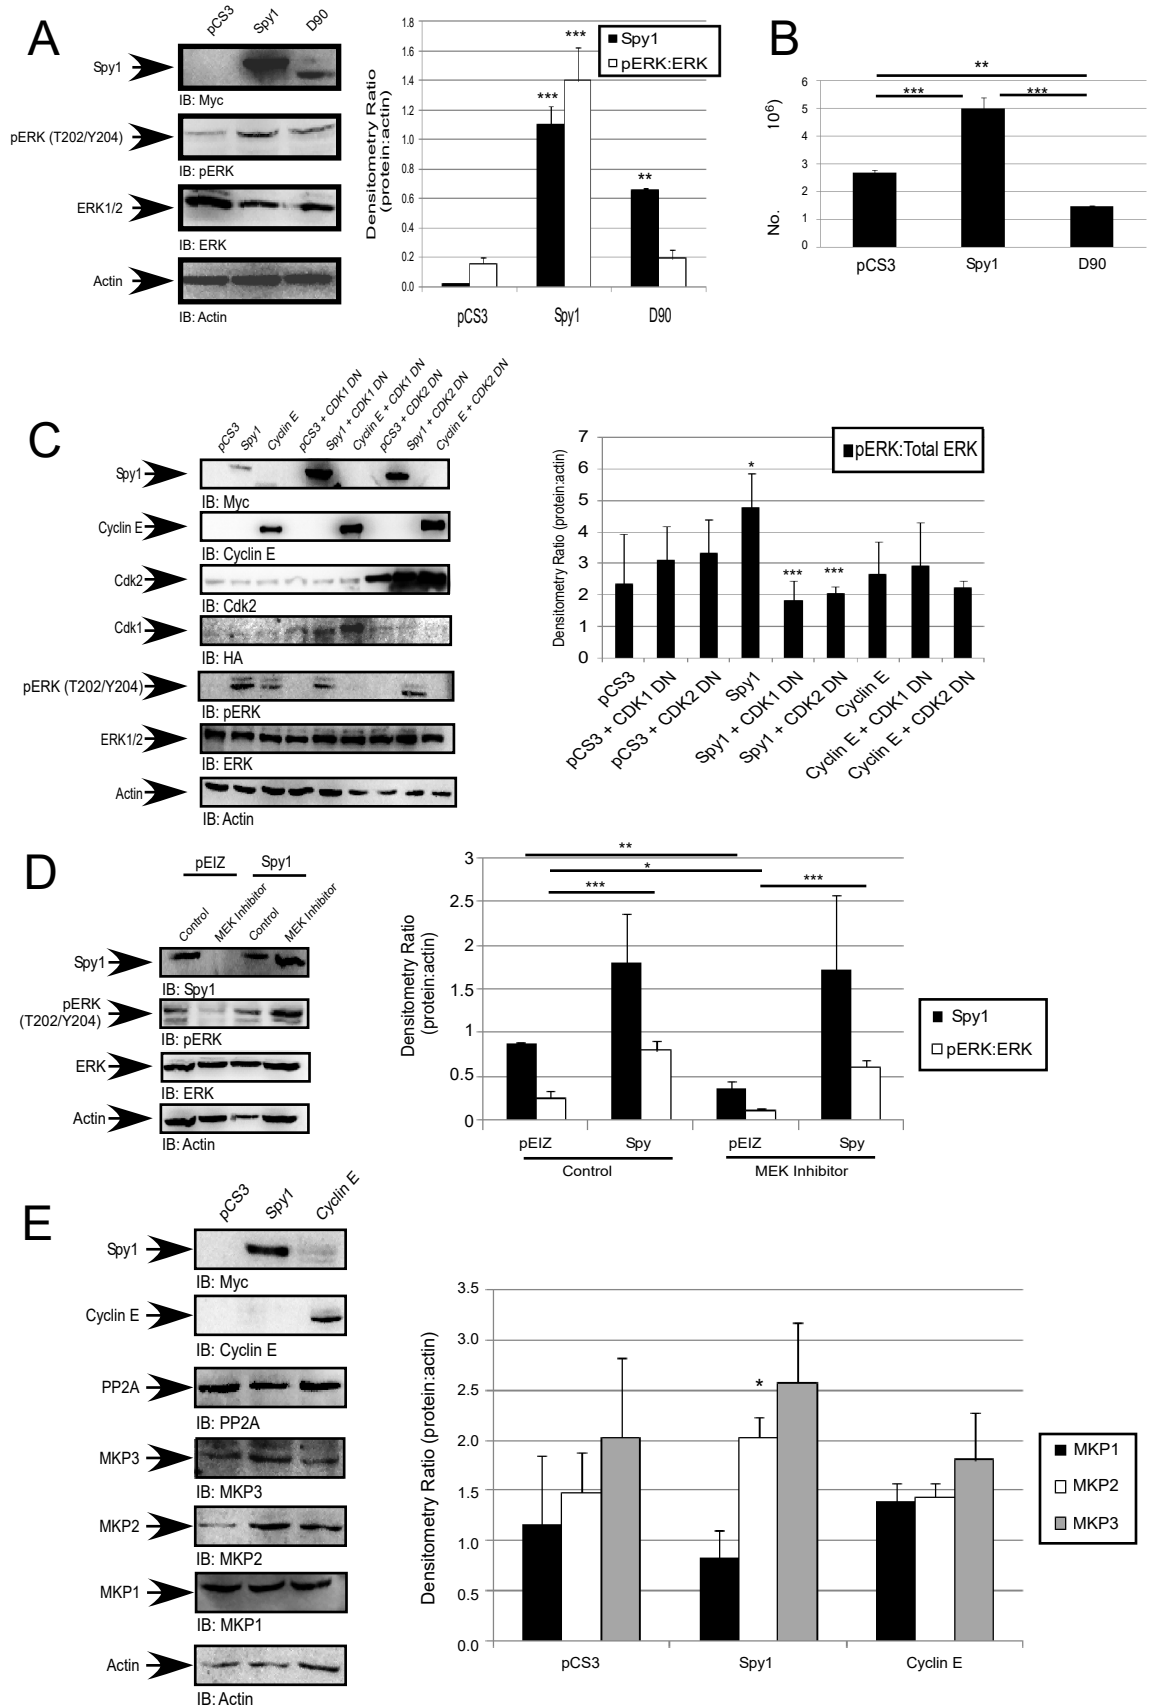 A
pCS3 Spy1 D90
Spy1
IB: Myc
pERK (T202/Y204)
IB: pERK
ERK1/2
IB: ERK
Actin
IB: Actin
Densitometry Ratio
(protein:actin)
1.8
1.6
1.4
1.2
1.0
0.8
0.6
0.4
0.2
0.0
*** *** **
Spy1
pERK:ERK
pCS3 Spy1 D90
B
No. 10⁶)
6
5
4
3
2
1
0
**
*** ***
pCS3 Spy1 D90
C
pCS3 Spy1 Cyclin E pCS3 + CDK1 DN Spy1 + CDK1 DN Cyclin E + CDK1 DN pCS3 + CDK2 DN Spy1 + CDK2 DN Cyclin E + CDK2 DN
Spy1
IB: Myc
Cyclin E
IB: Cyclin E
Cdk2
IB: Cdk2
Cdk1
IB: HA
pERK (T202/Y204)
IB: pERK
ERK1/2
IB: ERK
Actin
IB: Actin
Densitometry Ratio (protein:actin)
7
6
5
4
3
2
1
0
pERK:Total ERK
* *** ***
pCS3 pCS3 + CDK1 DN pCS3 + CDK2 DN Spy1 Spy1 + CDK1 DN Spy1 + CDK2 DN Cyclin E Cyclin E + CDK1 DN Cyclin E + CDK2 DN
D
pEIZ Spy1
Control MEK Inhibitor Control MEK Inhibitor
Spy1
IB: Spy1
pERK
(T202/Y204)
IB: pERK
ERK
IB: ERK
Actin
IB: Actin
Densitometry Ratio
(protein:actin)
3
2.5
2
1.5
1
0.5
0
**
*
*** ***
Spy1
pERK:ERK
pEIZ Spy pEIZ Spy
Control MEK Inhibitor
E
pCS3 Spy1 Cyclin E
Spy1
IB: Myc
Cyclin E
IB: Cyclin E
PP2A
IB: PP2A
MKP3
IB: MKP3
MKP2
IB: MKP2
MKP1
IB: MKP1
Actin
IB: Actin
Densitometry Ratio (protein:actin)
3.5
3.0
2.5
2.0
1.5
1.0
0.5
0.0
*
MKP1
MKP2
MKP3
pCS3 Spy1 Cyclin E